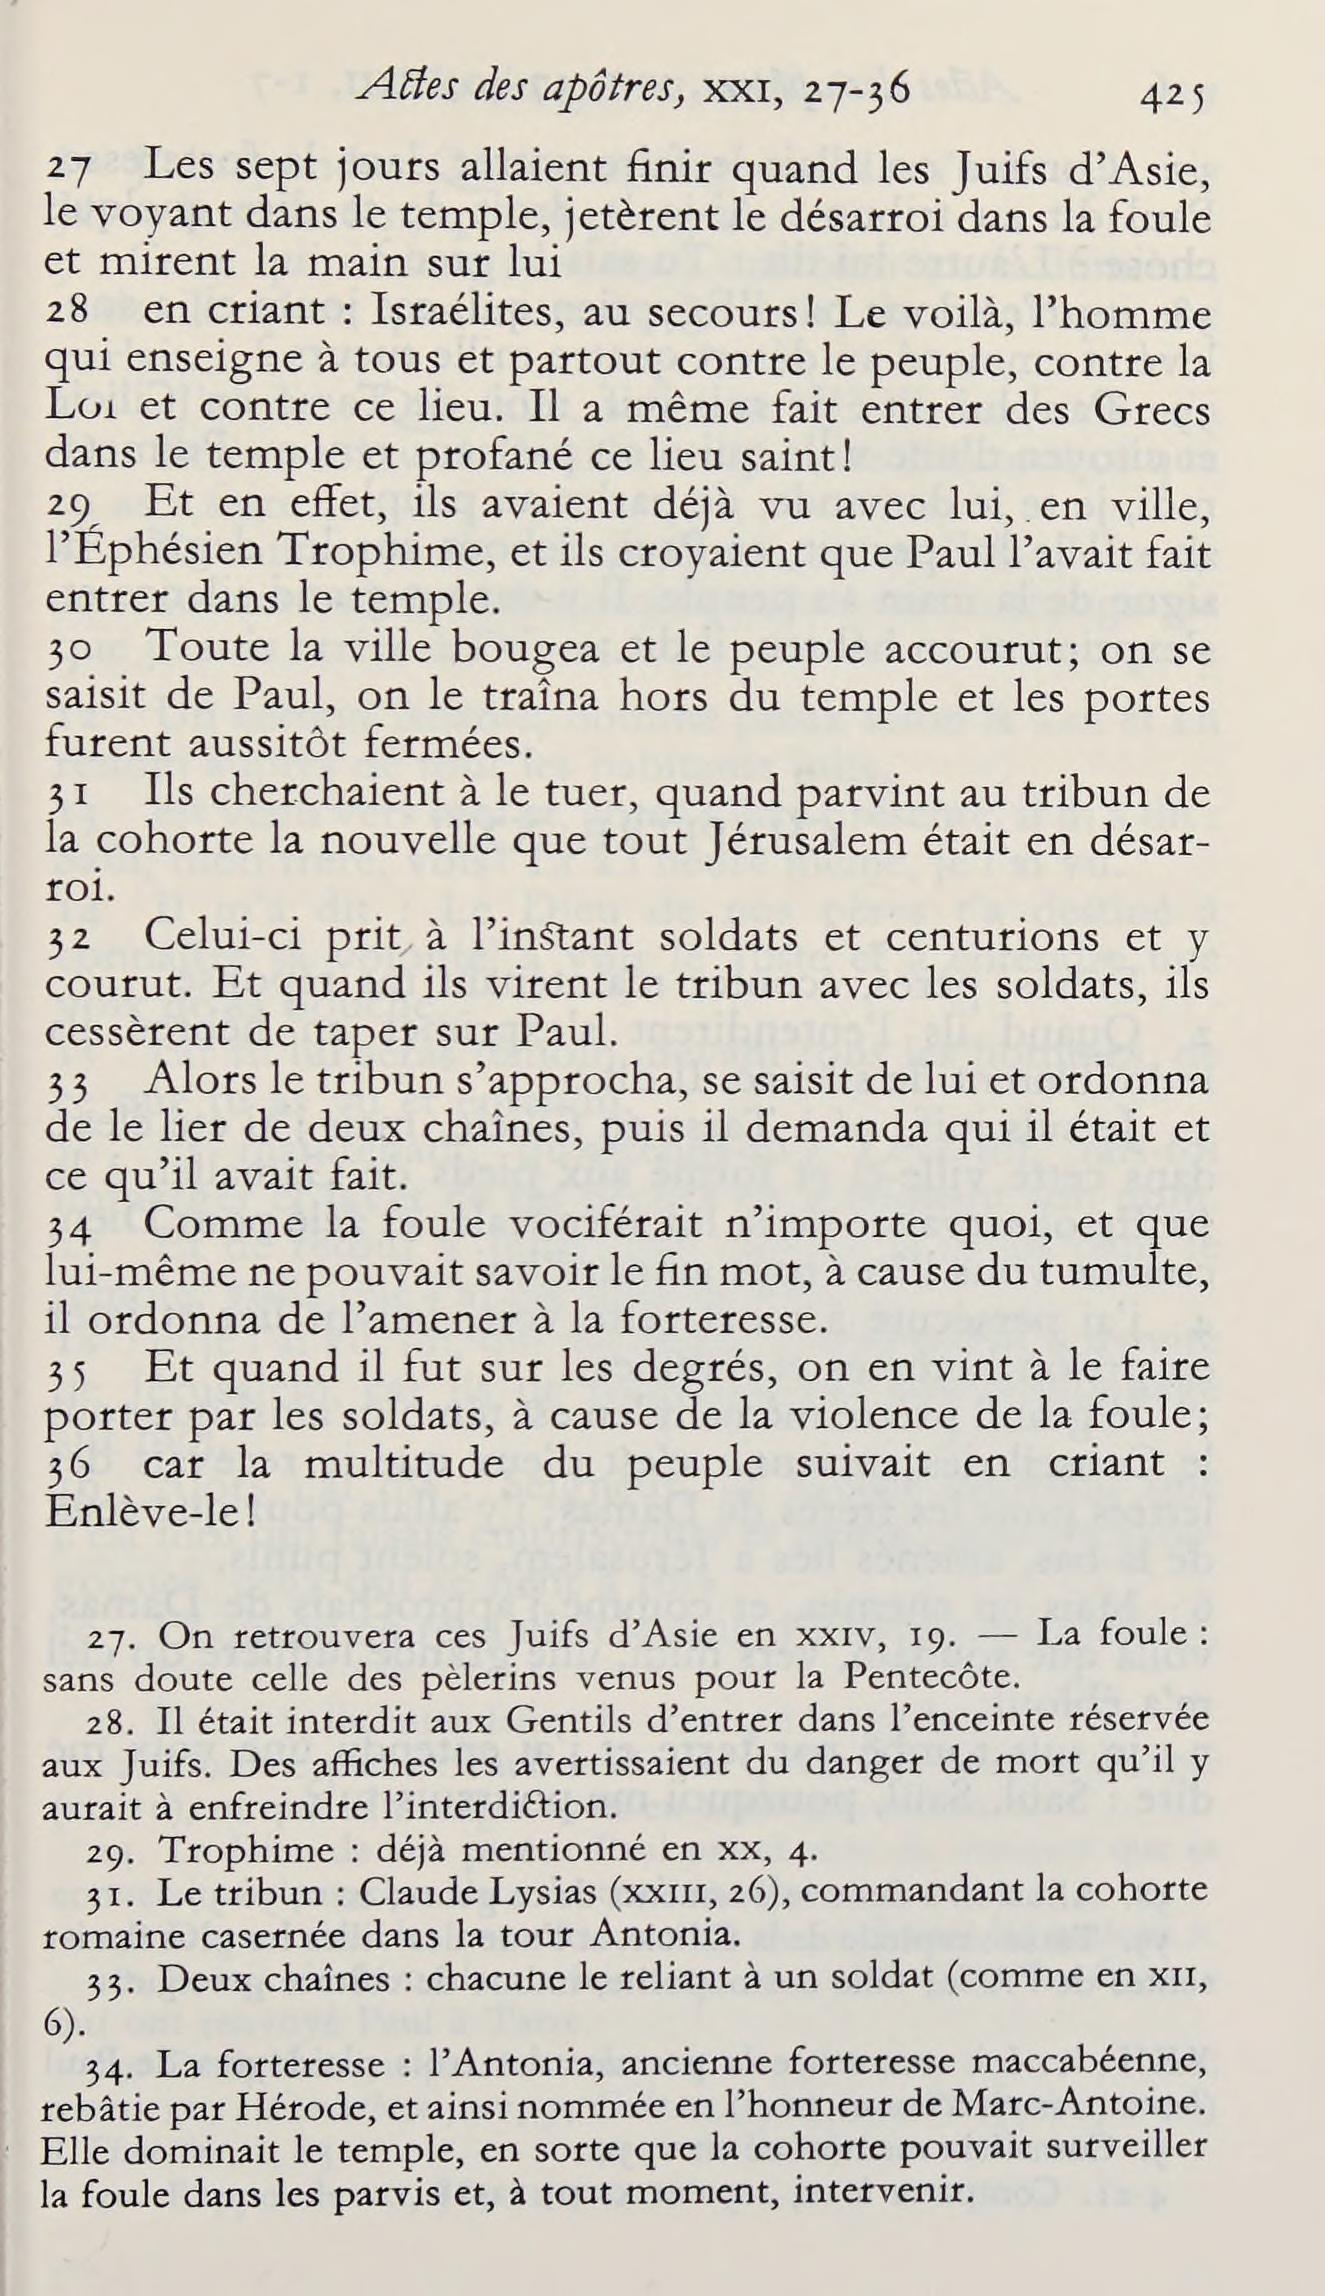 Actes des apôtres, XXI, 27-36 425
27 Les sept jours allaient finir quand les Juifs d’Asie,
le voyant dans le temple, jetèrent le désarroi dans la foule
et mirent la main sur lui
28 en criant : Israélites, au secours! Le voilà, l’homme
qui enseigne à tous et partout contre le peuple, contre la
Loi et contre ce lieu. Il a même fait entrer des Grecs
dans le temple et profané ce lieu saint!
29 Et en effet, ils avaient déjà vu avec lui, en ville,
l’Éphésien Trophime, et ils croyaient que Paul l’avait fait
entrer dans le temple.
30 Toute la ville bougea et le peuple accourut; on se
saisit de Paul, on le traîna hors du temple et les portes
furent aussitôt fermées.
31 Ils cherchaient à le tuer, quand parvint au tribun de
la cohorte la nouvelle que tout Jérusalem était en désar-
roi.
32 Celui-ci prit à l’instant soldats et centurions et y
courut. Et quand ils virent le tribun avec les soldats, ils
cessèrent de taper sur Paul.
33 Alors le tribun s’approcha, se saisit de lui et ordonna
de le lier de deux chaînes, puis il demanda qui il était et
ce qu’il avait fait.
34 Comme la foule vociférait n’importe quoi, et que
lui-même ne pouvait savoir le fin mot, à cause du tumulte,
il ordonna de l’amener à la forteresse.
35 Et quand il fut sur les degrés, on en vint à le faire
porter par les soldats, à cause de la violence de la foule;
36 car la multitude du peuple suivait en criant :
Enlève-le!
27. On retrouvera ces Juifs d’Asie en XXIV, 19. — La foule :
sans doute celle des pèlerins venus pour la Pentecôte.
28. Il était interdit aux Gentils d’entrer dans l’enceinte réservée
aux Juifs. Des affiches les avertissaient du danger de mort qu’il y
aurait à enfreindre l’interdiction.
29. Trophime : déjà mentionné en XX, 4.
31. Le tribun : Claude Lysias (XXIII, 26), commandant la cohorte
romaine casernée dans la tour Antonia.
33. Deux chaînes : chacune le reliant à un soldat (comme en XII,
6).
34. La forteresse : l’Antonia, ancienne forteresse maccabéenne,
rebâtie par Hérode, et ainsi nommée en l’honneur de Marc-Antoine.
Elle dominait le temple, en sorte que la cohorte pouvait surveiller
la foule dans les parvis et, à tout moment, intervenir.